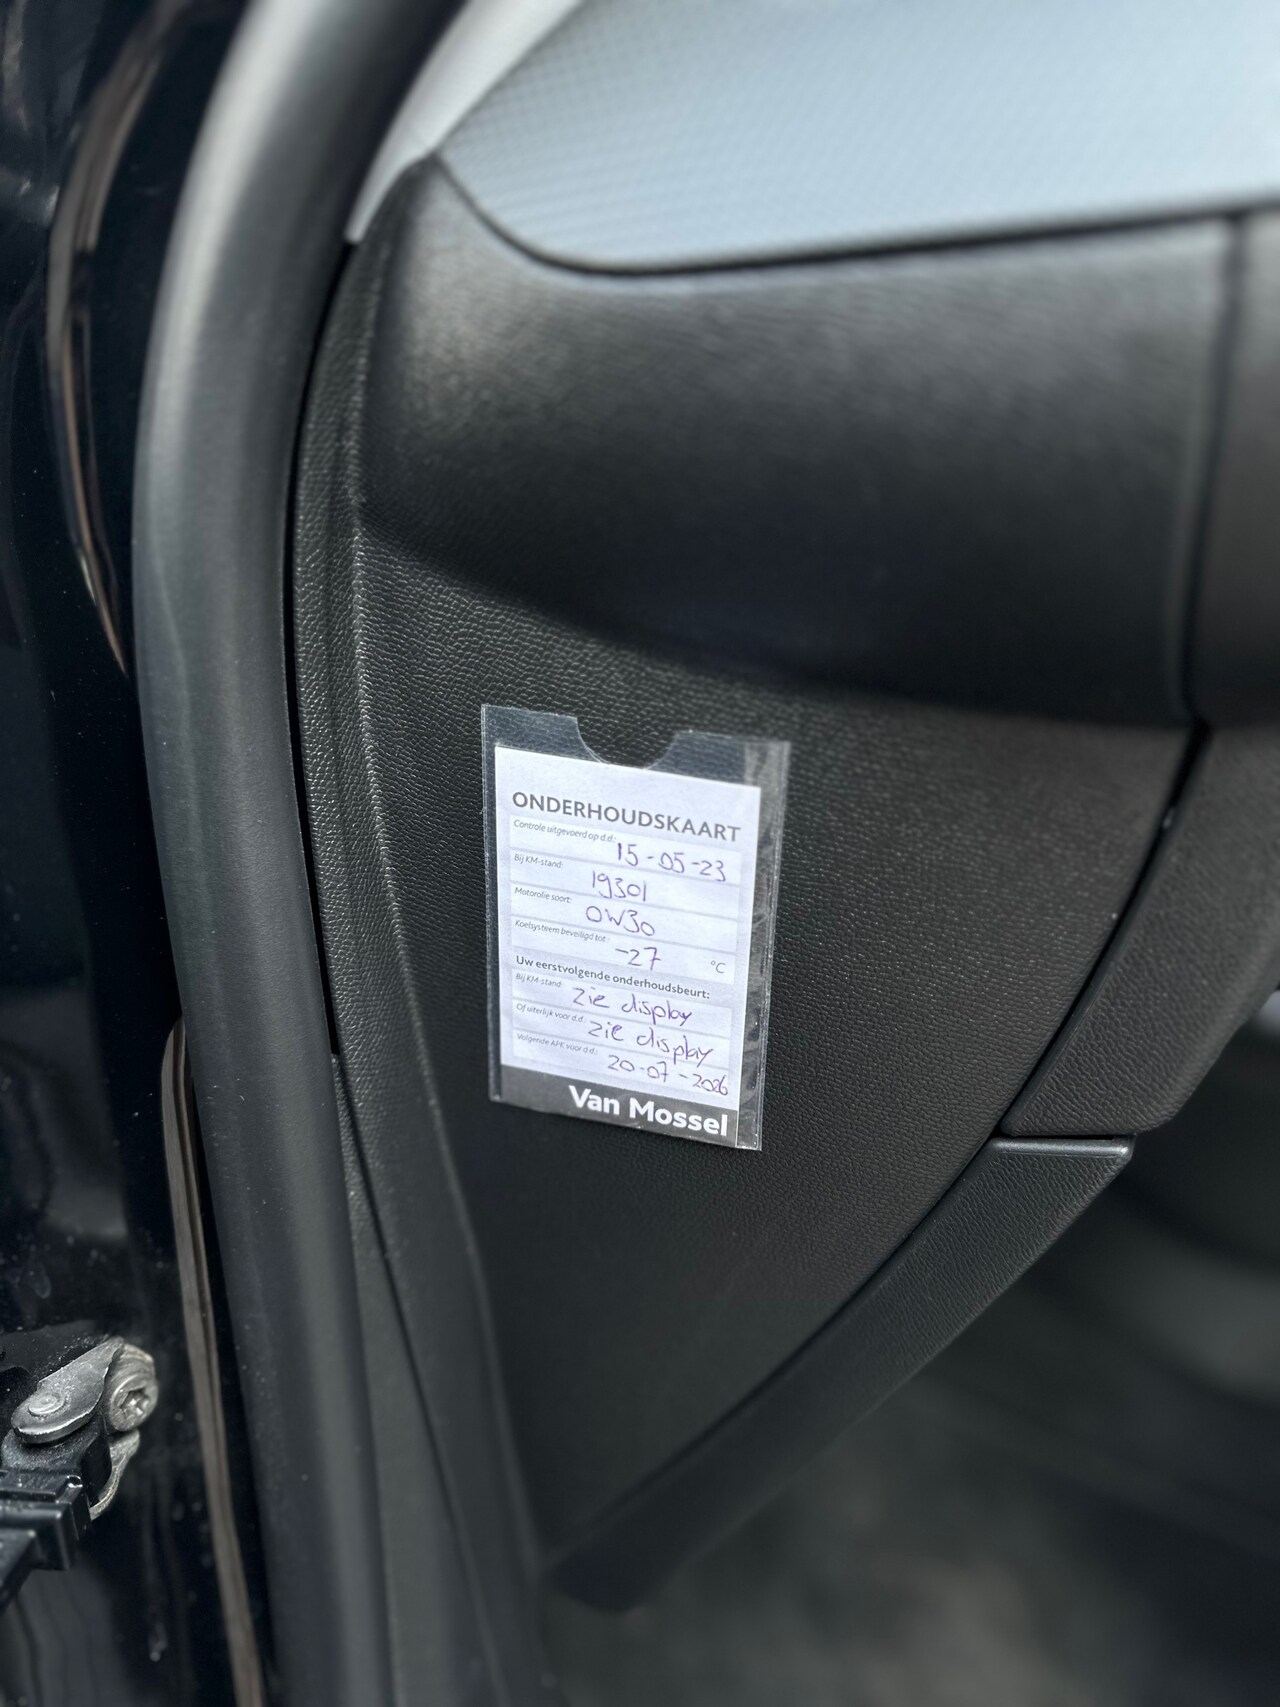 ONDERHOUDSKAART
Controle uitgevoerd op d.d.: 15-05-23
Bij KM-stand: 19301
Motorolie soort: 0W30
Koelsysteem beveiligd tot: -27 °C
Uw eerstvolgende onderhoudsbeurt:
Bij KM-stand: zie display
Of uiterlijk voor d.d.: zie display
Volgende APK voor d.d.: 20-07-2026
Van Mossel